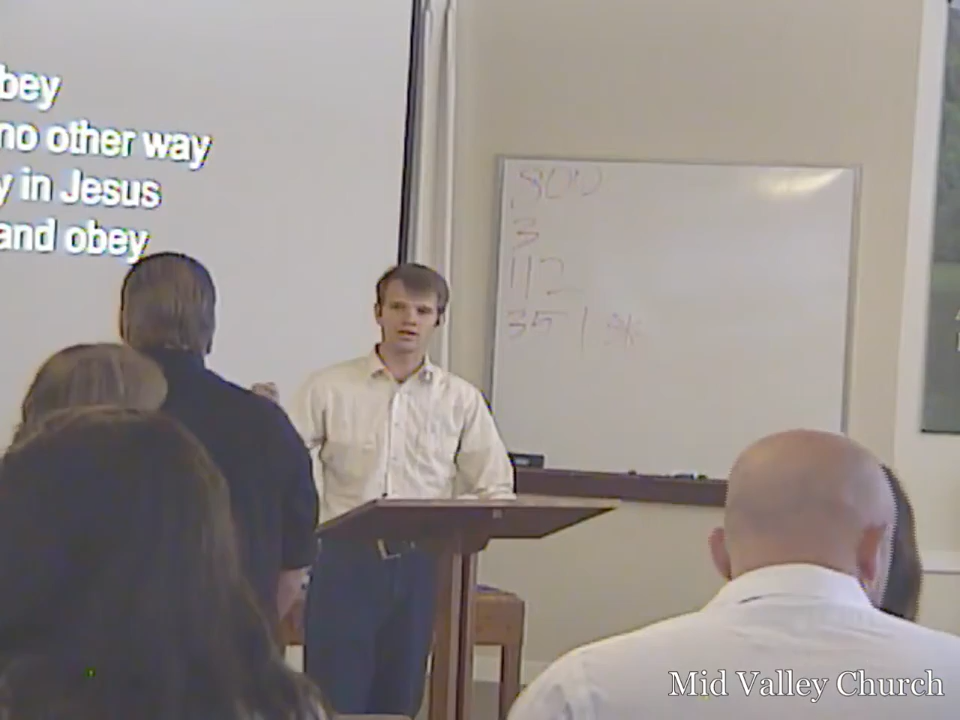 bey
no other way
y in Jesus
and obey
800
3
112
Mid Valley Church